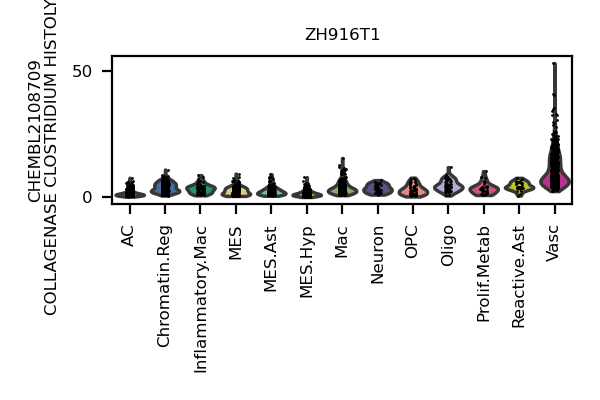 ZH916T1
CHEMBL2108709
COLLAGENASE CLOSTRIDIUM HISTOLY
50
0
AC
Chromatin.Reg
Inflammatory.Mac
MES
MES.Ast
MES.Hyp
Mac
Neuron
OPC
Oligo
Prolif.Metab
Reactive.Ast
Vasc